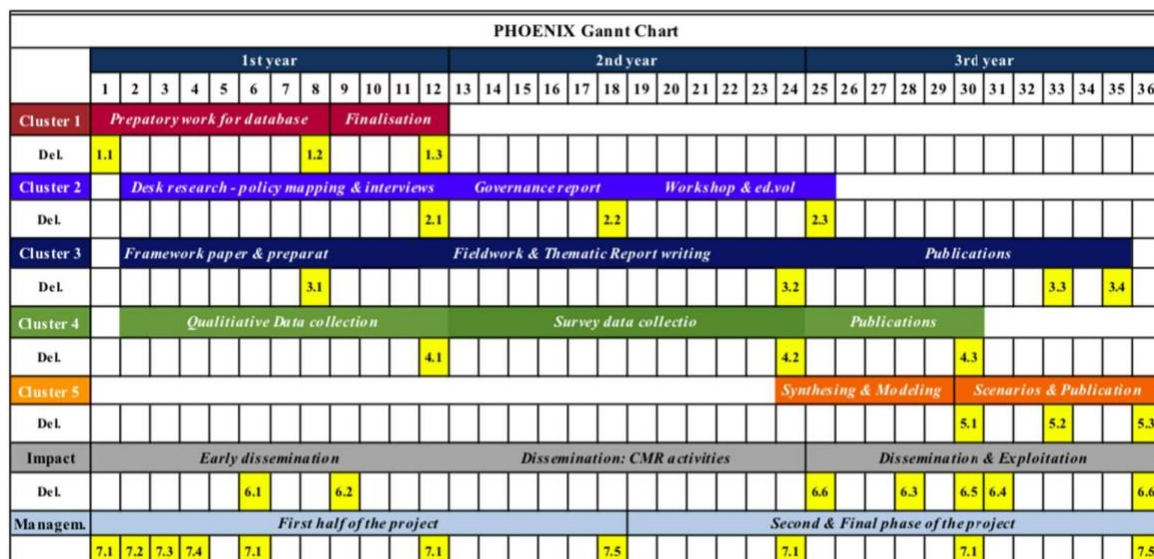 PHOENIX Gannt Chart
1st year 2nd year 3rd year
1 2 3 4 5 6 7 8 9 10 11 12 13 14 15 16 17 18 19 20 21 22 23 24 25 26 27 28 29 30 31 32 33 34 35 36
Cluster 1 Prepatory work for database Finalisation
Del. 1.1 1.2 1.3
Cluster 2 Desk research - policy mapping & interviews Governance report Workshop & ed.vol
Del. 2.1 2.2 2.3
Cluster 3 Framework paper & preparat Fieldwork & Thematic Report writing Publications
Del. 3.1 3.2 3.3 3.4
Cluster 4 Qualitiative Data collection Survey data collectio Publications
Del. 4.1 4.2 4.3
Cluster 5 Synthesing & Modeling Scenarios & Publication
Del. 5.1 5.2 5.3
Impact Early dissemination Dissemination: CMR activities Dissemination & Exploitation
Del. 6.1 6.2 6.6 6.3 6.5 6.4 6.6
Managem. First half of the project Second & Final phase of the project
7.1 7.2 7.3 7.4 7.1 7.1 7.5 7.1 7.1 7.5